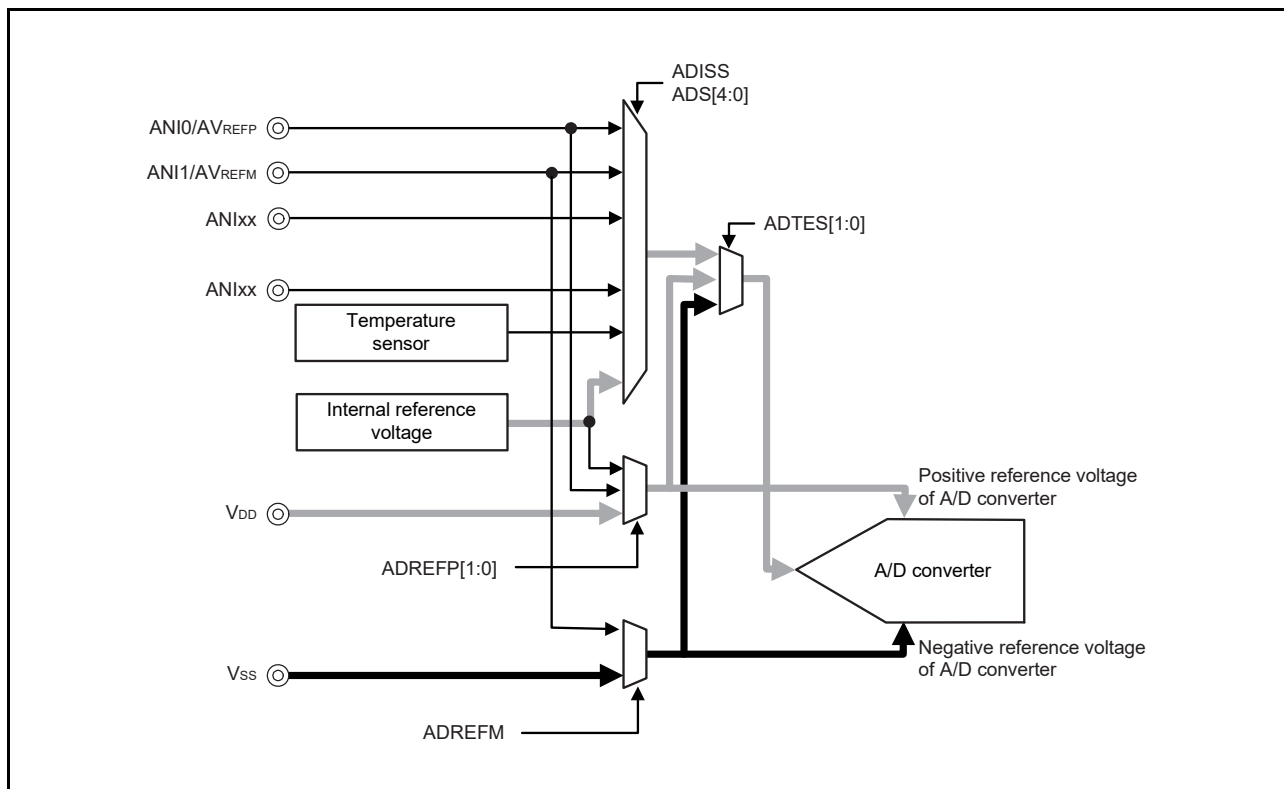 ADISS
ADS[4:0]
ANI0/AVREFP
ANI1/AVREFM
ANIxx
ADTES[1:0]
ANIxx
Temperature
sensor
Internal reference
voltage
Positive reference voltage
of A/D converter
VDD
ADREFP[1:0]
A/D converter
Negative reference voltage
of A/D converter
VSS
ADREFM